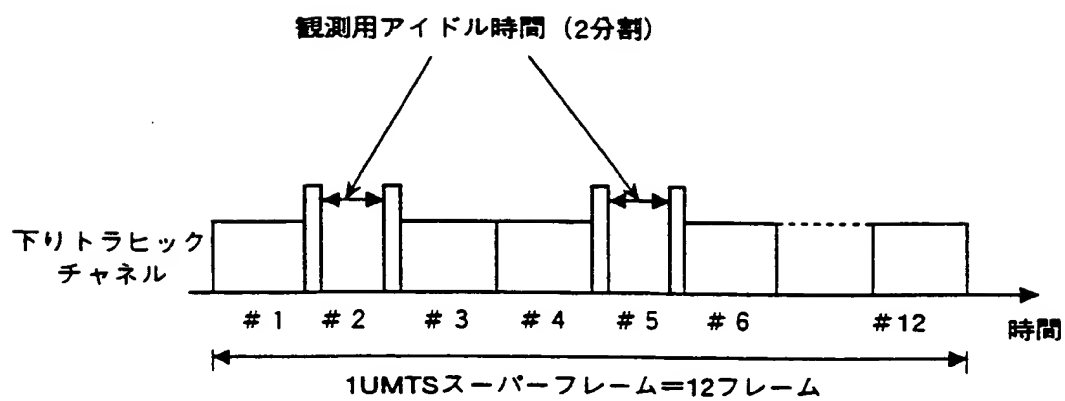 観測用アイドル時間（2分割）
下りトラヒック
チャネル
#1 #2 #3 #4 #5 #6 #12
時間
1UMTSスーパーフレーム=12フレーム